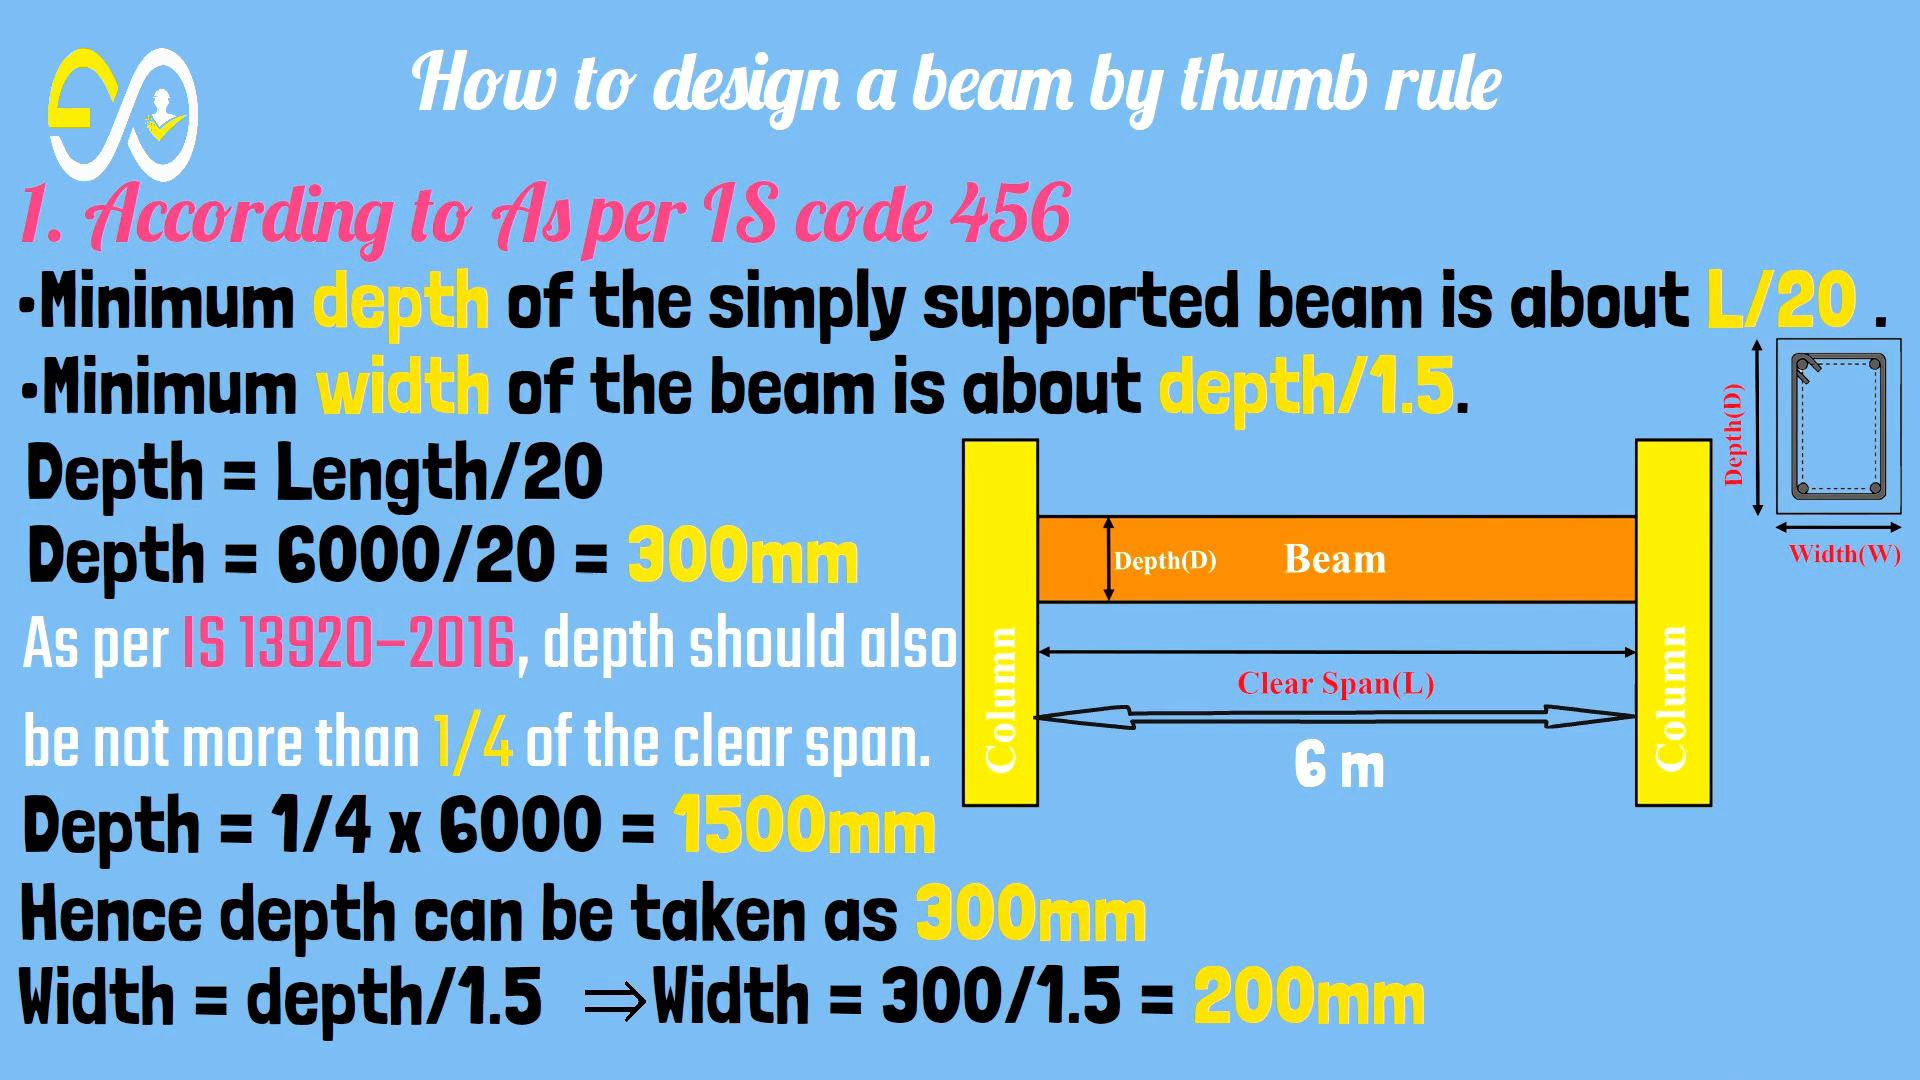 How to design a beam by thumb rule
1. According to As per IS code 456
•Minimum depth of the simply supported beam is about L/20 .
•Minimum width of the beam is about depth/1.5.
Depth = Length/20
Depth = 6000/20 = 300mm
As per IS 13920-2016, depth should also
be not more than 1/4 of the clear span.
Depth = 1/4 x 6000 = 1500mm
Hence depth can be taken as 300mm
Width = depth/1.5 ⇒Width = 300/1.5 = 200mm
Column
Depth(D)
Beam
Clear Span(L)
6 m
Column
Depth(D)
Width(W)